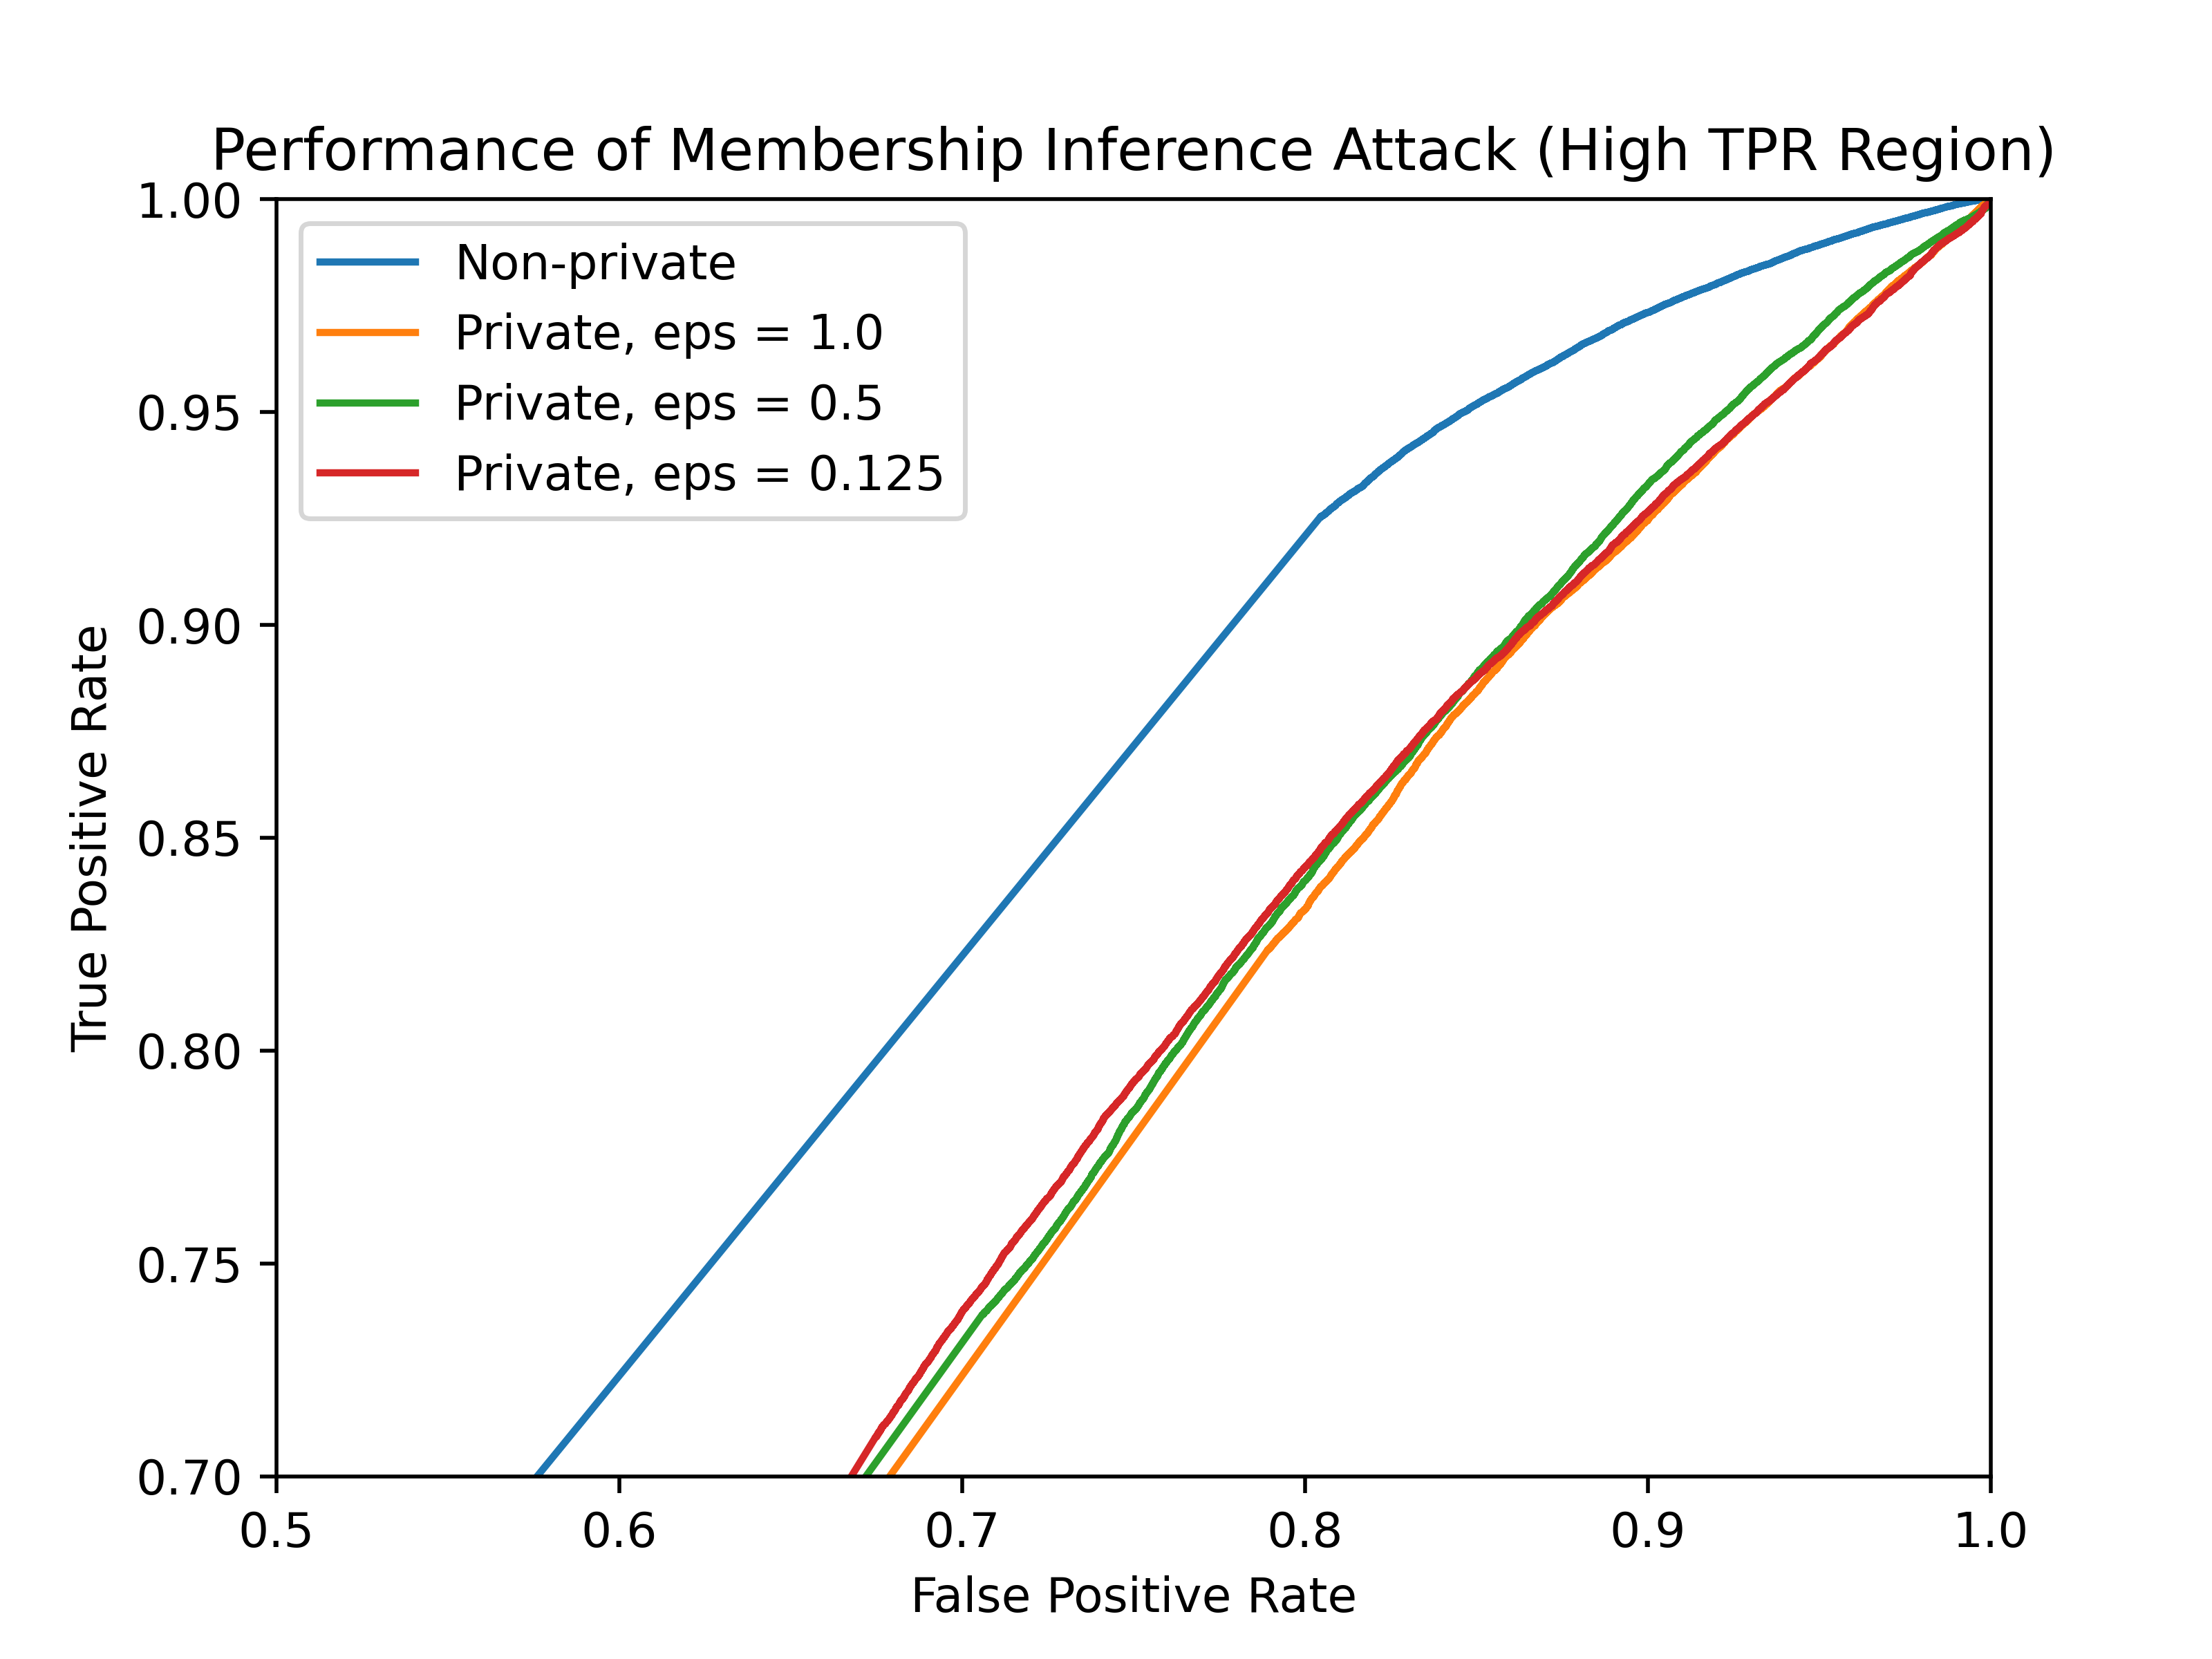 Performance of Membership Inference Attack (High TPR Region)
1.00
0.95
0.90
0.85
0.80
0.75
0.70
True Positive Rate
Non-private
Private, eps = 1.0
Private, eps = 0.5
Private, eps = 0.125
0.5 0.6 0.7 0.8 0.9 1.0
False Positive Rate